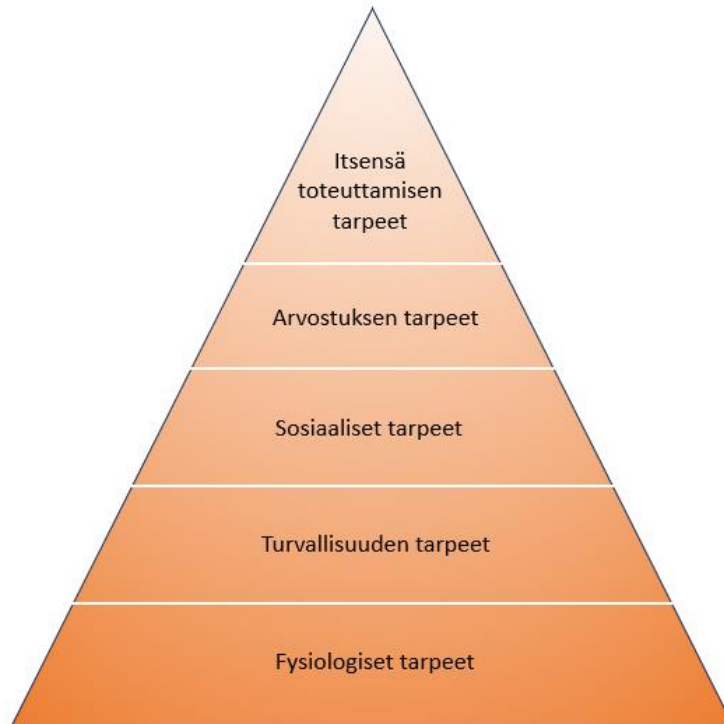 Itsensä
toteuttamisen
tarpeet
Arvostuksen tarpeet
Sosiaaliset tarpeet
Turvallisuuden tarpeet
Fysiologiset tarpeet